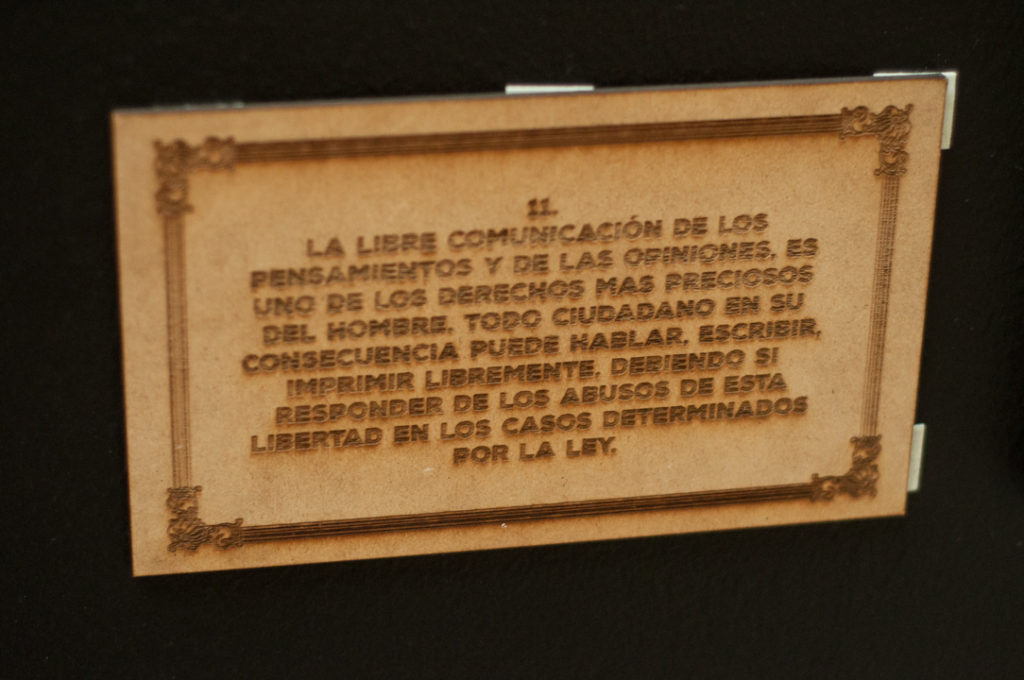 11.
LA LIBRE COMUNICACIÓN DE LOS
PENSAMIENTOS Y DE LAS OPINIONES, ES
UNO DE LOS DERECHOS MAS PRECIOSOS
DEL HOMBRE. TODO CIUDADANO EN SU
CONSECUENCIA PUEDE HABLAR, ESCRIBIR,
IMPRIMIR LIBREMENTE, DEBIENDO SI
RESPONDER DE LOS ABUSOS DE ESTA
LIBERTAD EN LOS CASOS DETERMINADOS
POR LA LEY.